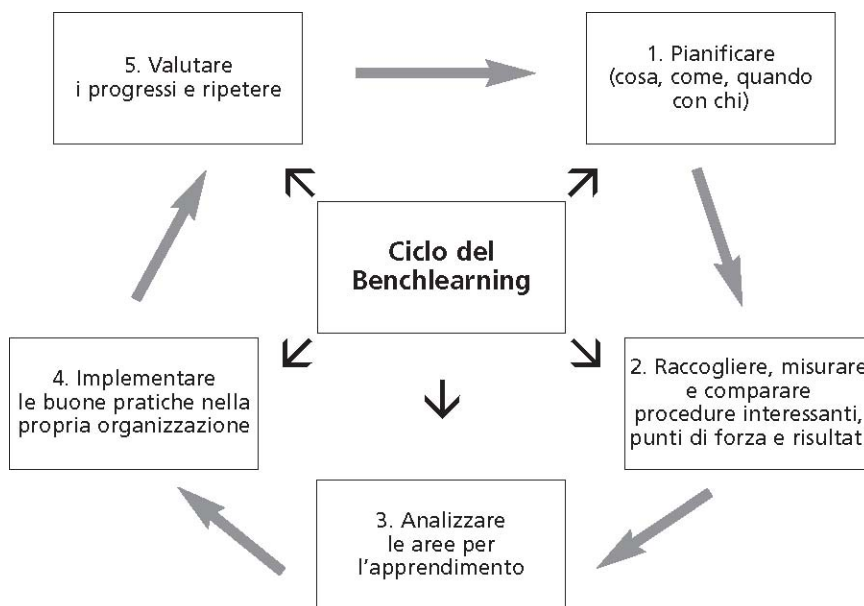 5. Valutare
i progressi e ripetere
1. Pianificare
(cosa, come, quando
con chi)
Ciclo del
Benchlearning
4. Implementare
le buone pratiche nella
propria organizzazione
2. Raccogliere, misurare
e comparare
procedure interessanti,
punti di forza e risultat
3. Analizzare
le aree per
l'apprendimento